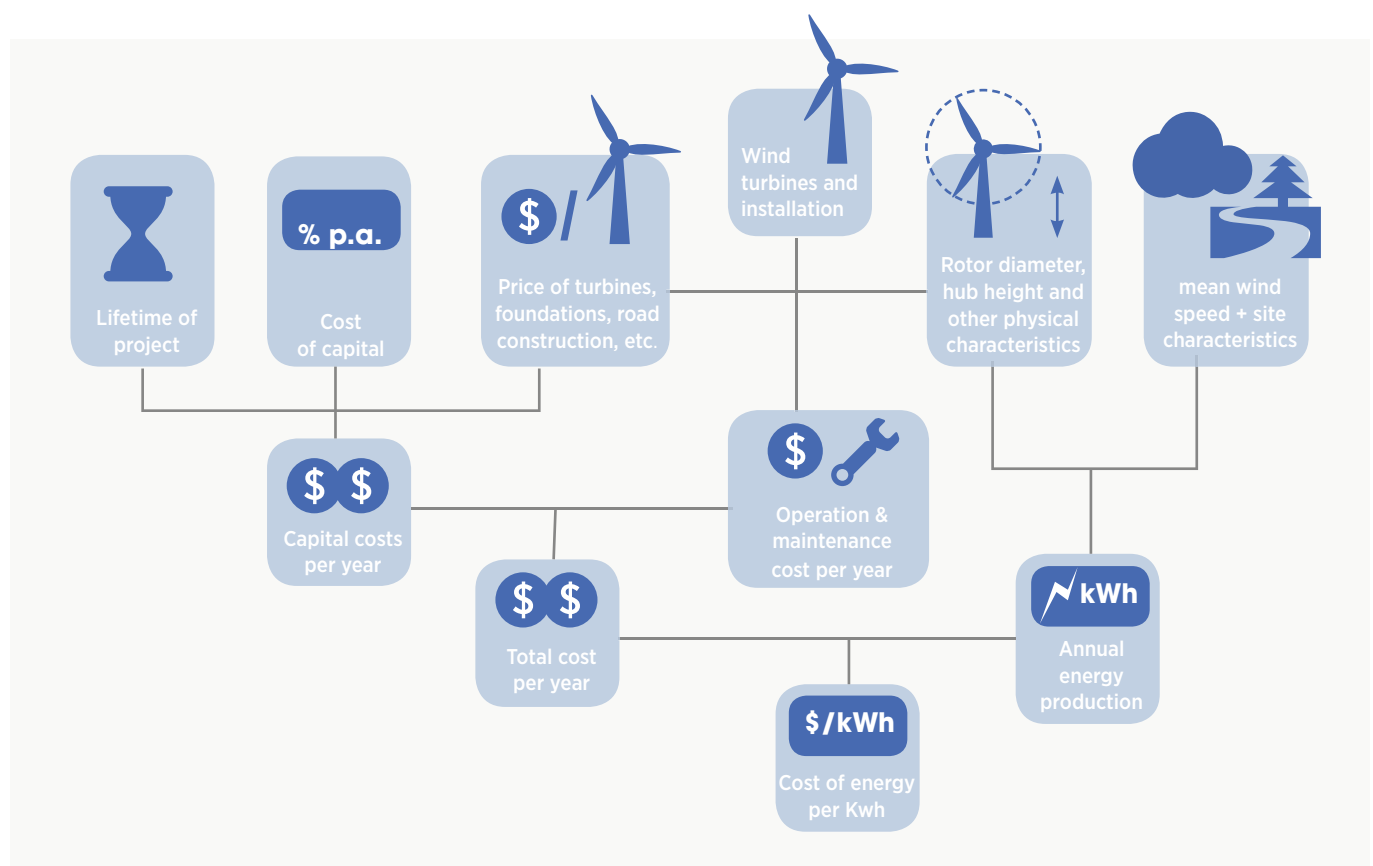 Wind
turbines and
installation
% p.a.
$
/
Lifetime of
project
Cost
of capital
Price of turbines,
foundations, road
construction, etc.
Rotor diameter,
hub height and
other physical
characteristics
mean wind
speed + site
characteristics
$ $
Capital costs
per year
$
Operation &
maintenance
cost per year
$ $
Total cost
per year
kWh
Annual
energy
production
$/kWh
Cost of energy
per Kwh